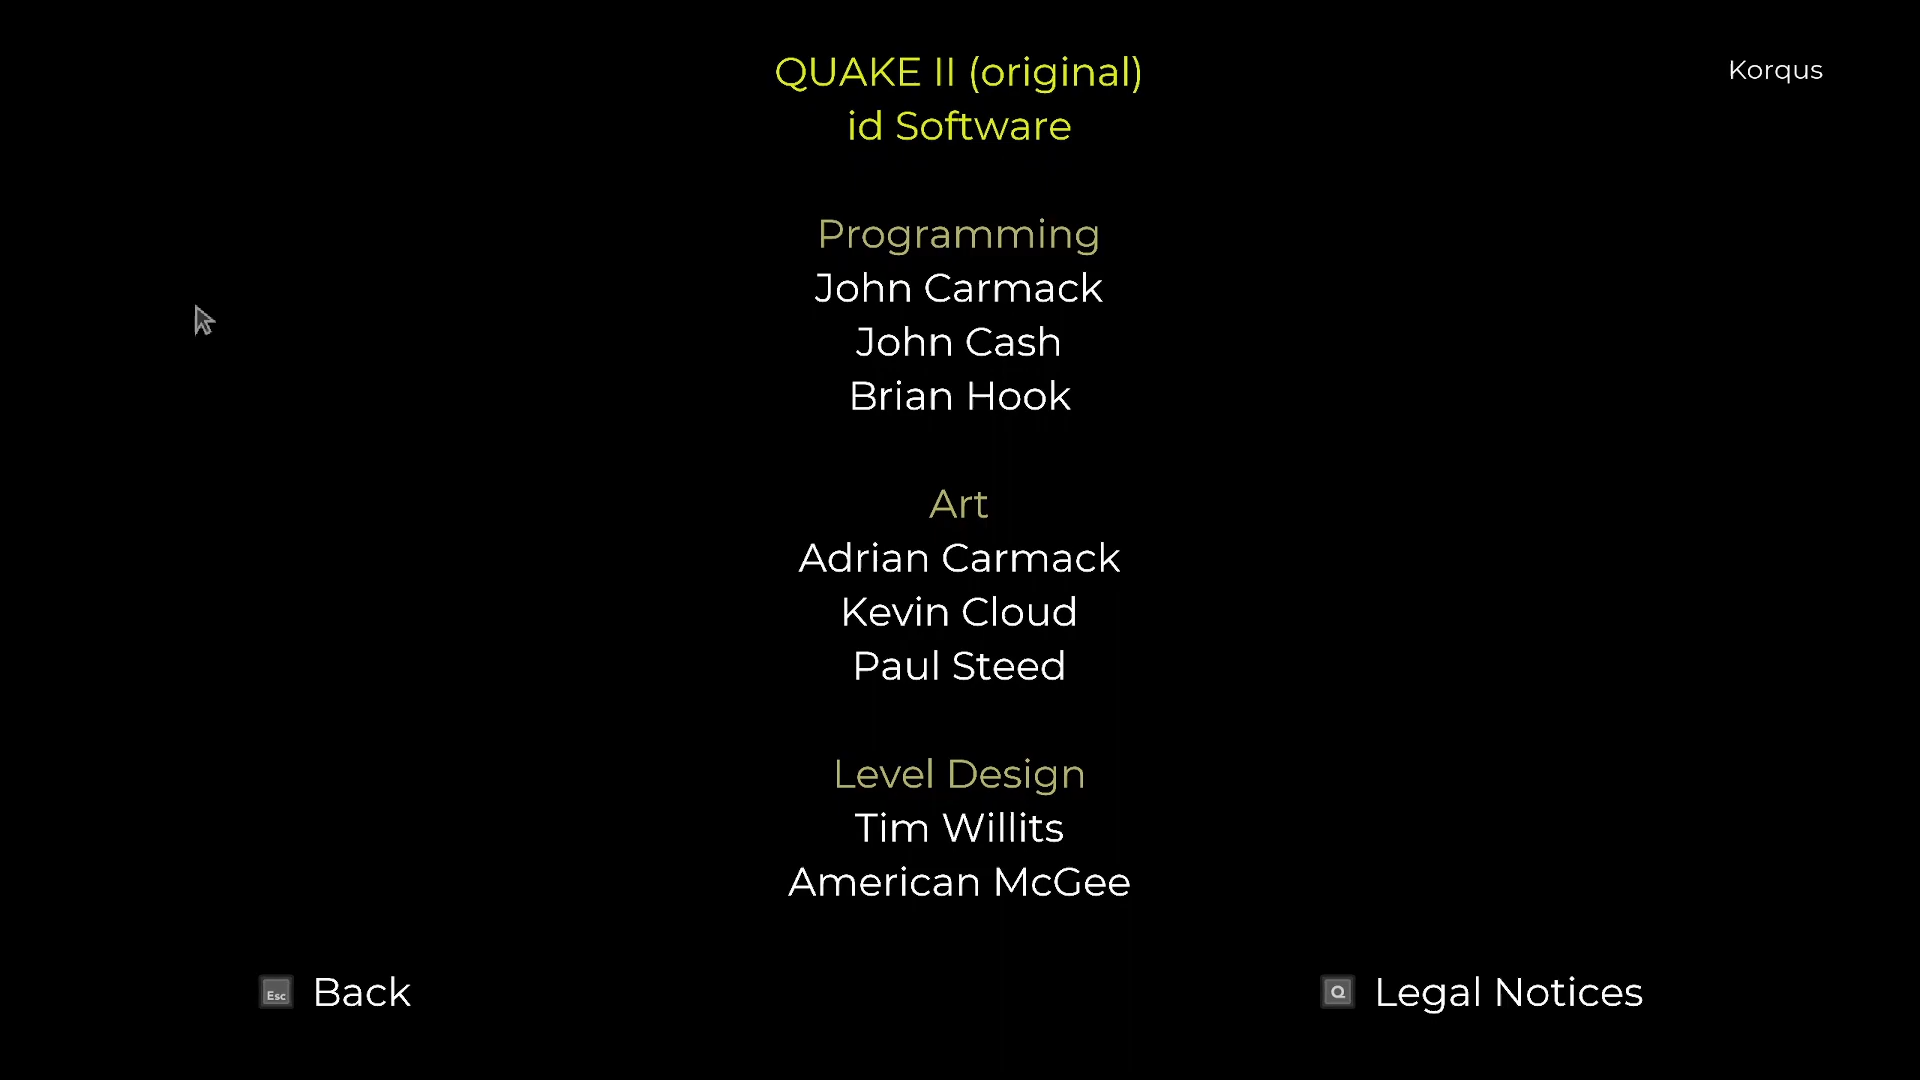 QUAKE II (original)
Korqus
id Software
Programming
John Carmack
John Cash
Brian Hook
Art
Adrian Carmack
Kevin Cloud
Paul Steed
Level Design
Tim Willits
American McGee
Esc Back
Q Legal Notices